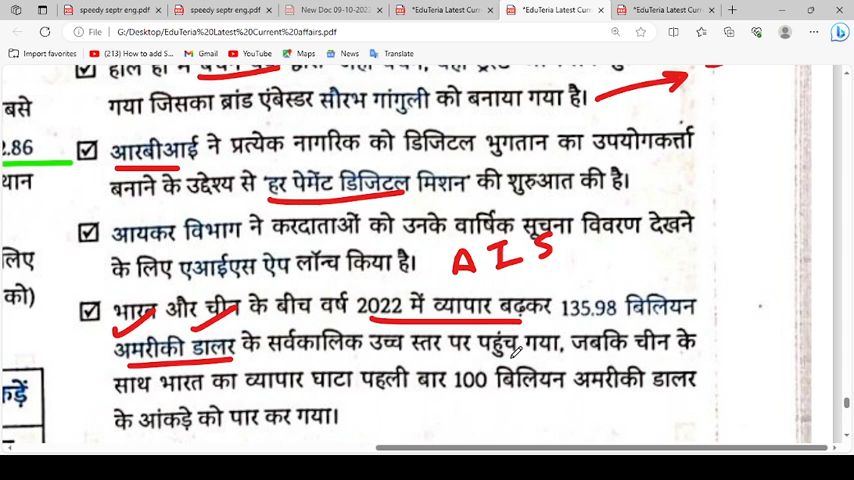 speedy septr eng.pdf
speedy septr eng.pdf
New Doc 09-10-202
*EduTeria Latest Curr
*EduTeria Latest Curr
*EduTeria Latest Curr
File G:/Desktop/EduTeria%20Latest%20Current%20affairs.pdf
Import favorites (213) How to add S... Gmail YouTube Maps News Translate
गया जिसका ब्रांड एंबेस्डर सौरभ गांगुली को बनाया गया है।
बसे
2.86
थान
आरबीआई ने प्रत्येक नागरिक को डिजिटल भुगतान का उपयोगकर्त्ता
बनाने के उद्देश्य से 'हर पेमेंट डिजिटल मिशन' की शुरुआत की है।
आयकर विभाग ने करदाताओं को उनके वार्षिक सूचना विवरण देखने
के लिए एआईएस ऐप लॉन्च किया है।
AIS
लिए
को)
भारत और चीन के बीच वर्ष 2022 में व्यापार बढ़कर 135.98 बिलियन
अमरीकी डालर के सर्वकालिक उच्च स्तर पर पहुंच गया, जबकि चीन के
साथ भारत का व्यापार घाटा पहली बार 100 बिलियन अमरीकी डालर
के आंकड़े को पार कर गया।
कड़ें